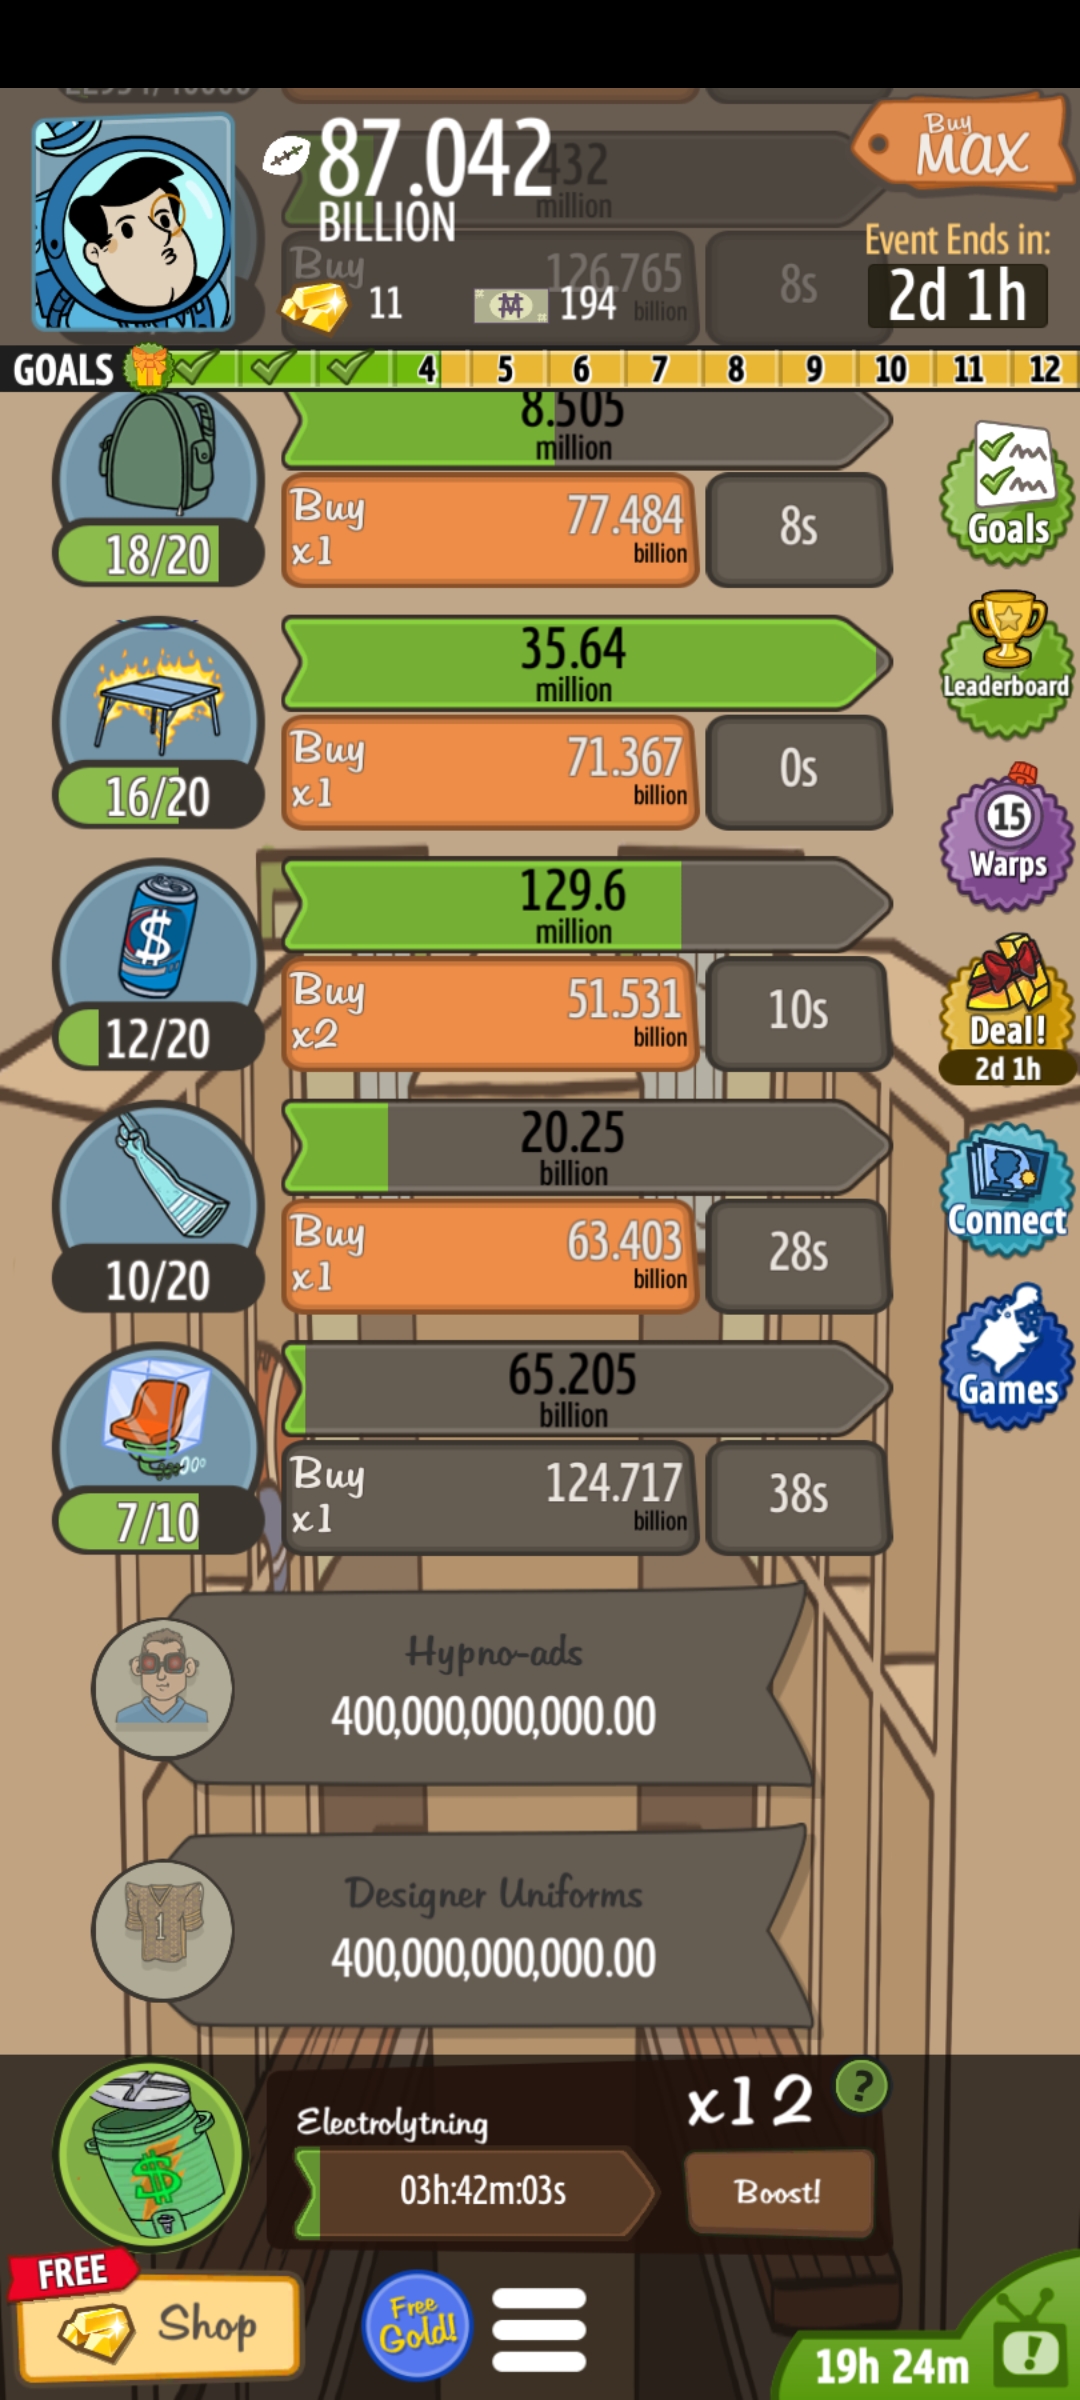 87.042
BILLION
Buy
MAX
432
million
Event Ends in:
2d 1h
Buy
126.765
billion
8s
11
194
GOALS
4
5
6
7
8
9
10
11
12
8.505
million
18/20
Buy
x1
77.484
billion
8s
Goals
35.64
million
16/20
Buy
x1
71.367
billion
0s
Leaderboard
15
Warps
129.6
million
$
12/20
Buy
x2
51.531
billion
10s
Deal!
2d 1h
20.25
billion
10/20
Buy
x1
63.403
billion
28s
Connect
65.205
billion
7/10
Buy
x1
124.717
billion
38s
Games
Hypno-ads
400,000,000,000.00
1
Designer Uniforms
400,000,000,000.00
$
Electrolytning
03h:42m:03s
x12
?
Boost!
FREE
Shop
Free
Gold!
19h 24m
!